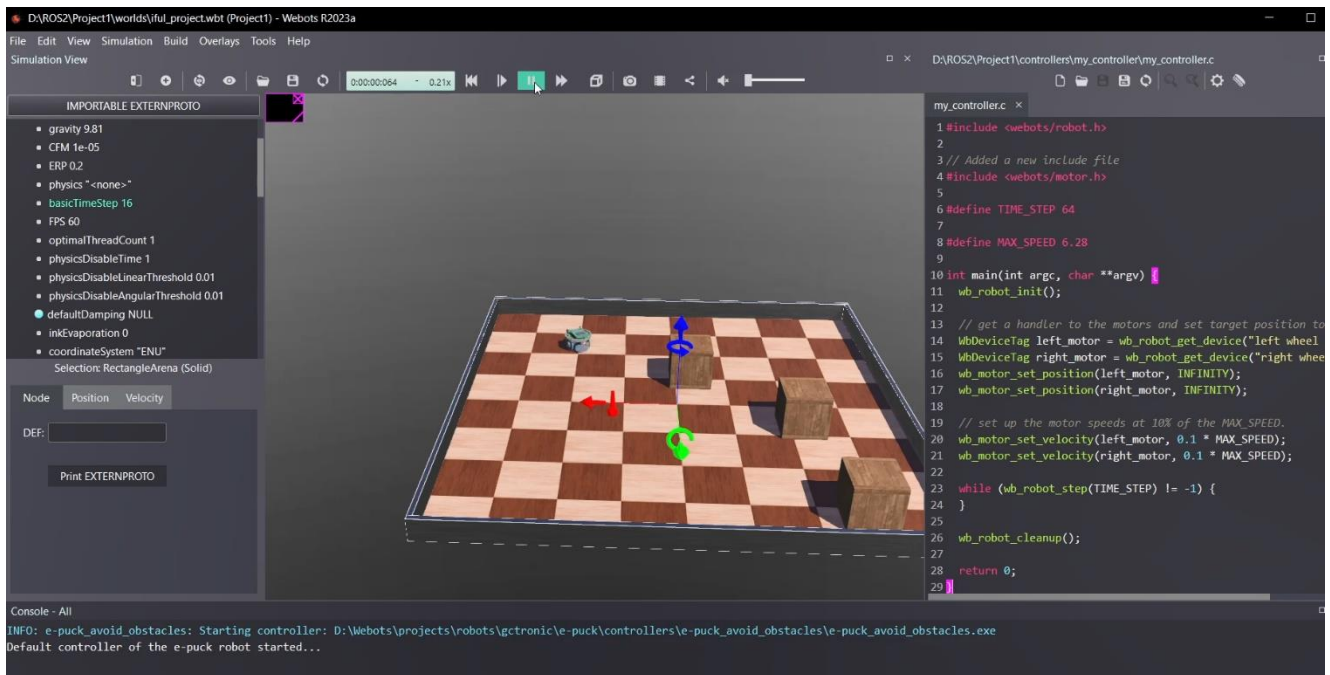 D:\ROS2\Project1\worlds\iful_project.wbt (Project1) - Webots R2023a
File Edit View Simulation Build Overlays Tools Help
Simulation View
0:00:00:064 - 0.21x
IMPORTABLE EXTERNPROTO
gravity 9.81
CFM 1e-05
ERP 0.2
physics "<none>"
basicTimeStep 16
FPS 60
optimalThreadCount 1
physicsDisableTime 1
physicsDisableLinearThreshold 0.01
physicsDisableAngularThreshold 0.01
defaultDamping NULL
inkEvaporation 0
coordinateSystem "ENU"
Selection: RectangleArena (Solid)
Node Position Velocity
DEF:
Print EXTERNPROTO
D:\ROS2\Project1\controllers\my_controller\my_controller.c
my_controller.c ×
1 #include <webots/robot.h>
2
3 // Added a new include file
4 #include <webots/motor.h>
5
6 #define TIME_STEP 64
7
8 #define MAX_SPEED 6.28
9
10 int main(int argc, char **argv) {
11 wb_robot_init();
12
13 // get a handler to the motors and set target position to
14 WbDeviceTag left_motor = wb_robot_get_device("left wheel
15 WbDeviceTag right_motor = wb_robot_get_device("right whee
16 wb_motor_set_position(left_motor, INFINITY);
17 wb_motor_set_position(right_motor, INFINITY);
18
19 // set up the motor speeds at 10% of the MAX_SPEED.
20 wb_motor_set_velocity(left_motor, 0.1 * MAX_SPEED);
21 wb_motor_set_velocity(right_motor, 0.1 * MAX_SPEED);
22
23 while (wb_robot_step(TIME_STEP) != -1) {
24 }
25
26 wb_robot_cleanup();
27
28 return 0;
29 }
Console - All
INFO: e-puck_avoid_obstacles: Starting controller: D:\Webots\projects\robots\gctronic\e-puck\controllers\e-puck_avoid_obstacles\e-puck_avoid_obstacles.exe
Default controller of the e-puck robot started...